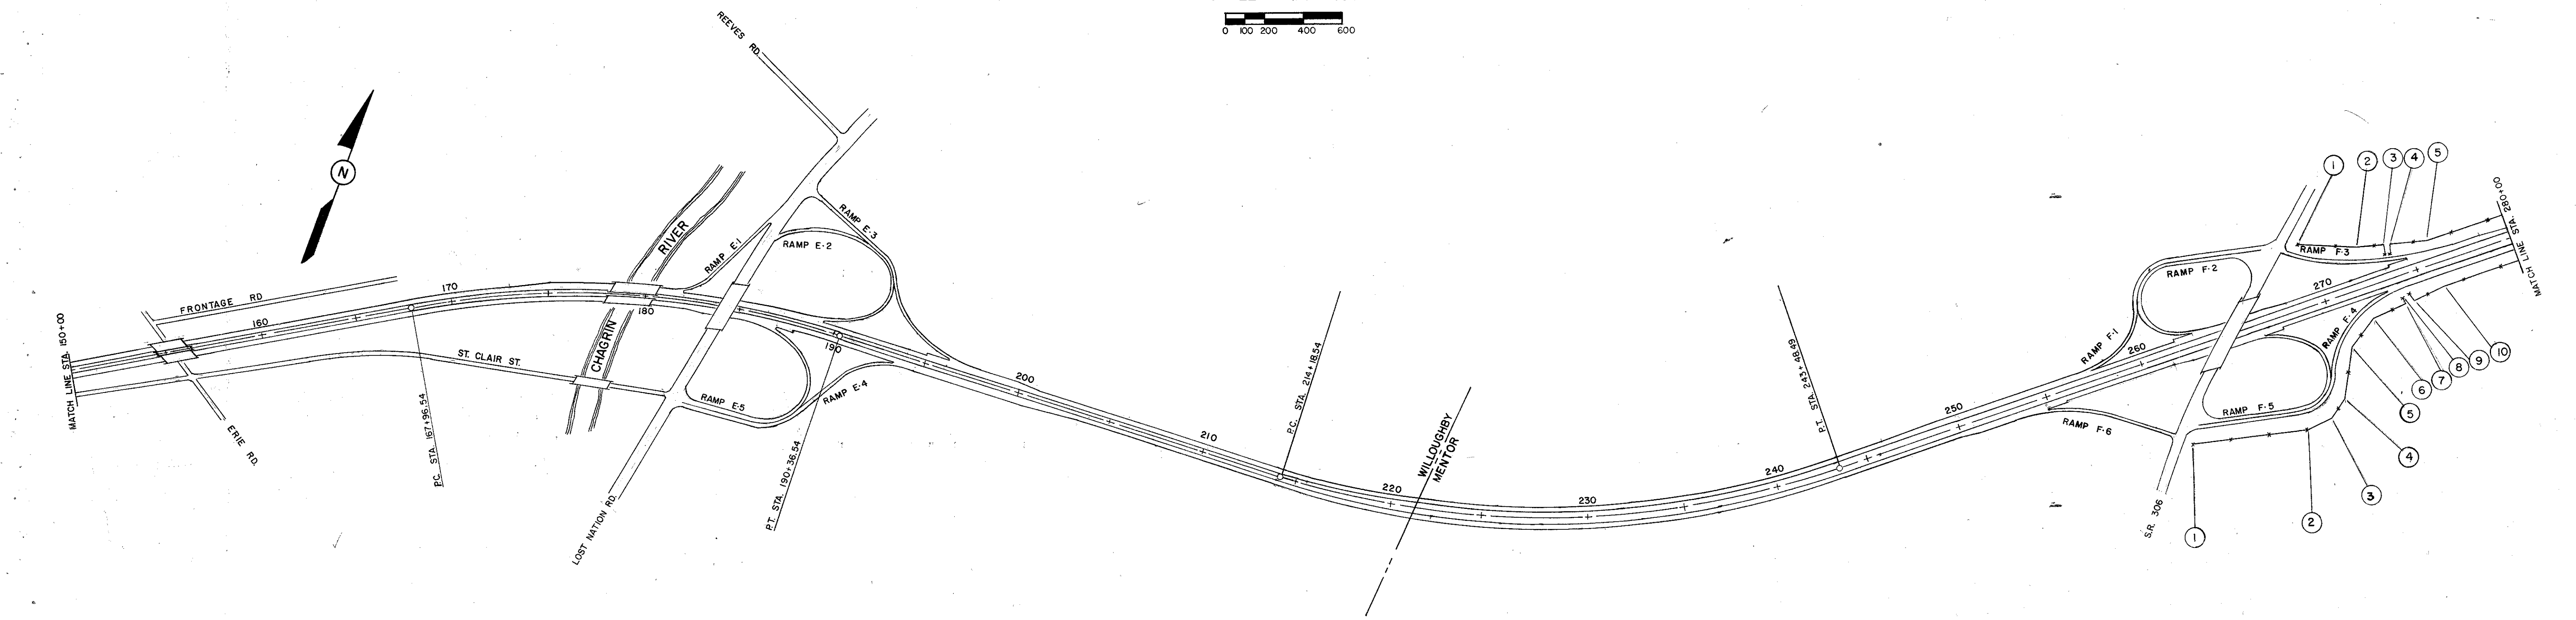 0 100 200 400 600
REEVES RD.
N
MATCH LINE STA. 150+00
FRONTAGE RD
160
170
ERIE RD.
ST. CLAIR ST.
P.C. STA. 167+96.54
CHAGRIN RIVER
180
LOST NATION RD.
RAMP E-1
RAMP E-2
RAMP E-3
RAMP E-4
RAMP E-5
190
P.T. STA. 190+36.54
200
210
P.C. STA. 214+18.54
220
WILLOUGHBY
MENTOR
230
240
P.T. STA. 243+48.49
250
260
270
RAMP F-1
RAMP F-2
RAMP F-3
RAMP F-4
RAMP F-5
RAMP F-6
S.R. 306
1 2 3 4 5
MATCH LINE STA. 280+00
1 2 3 4 5 6 7 8 9 10